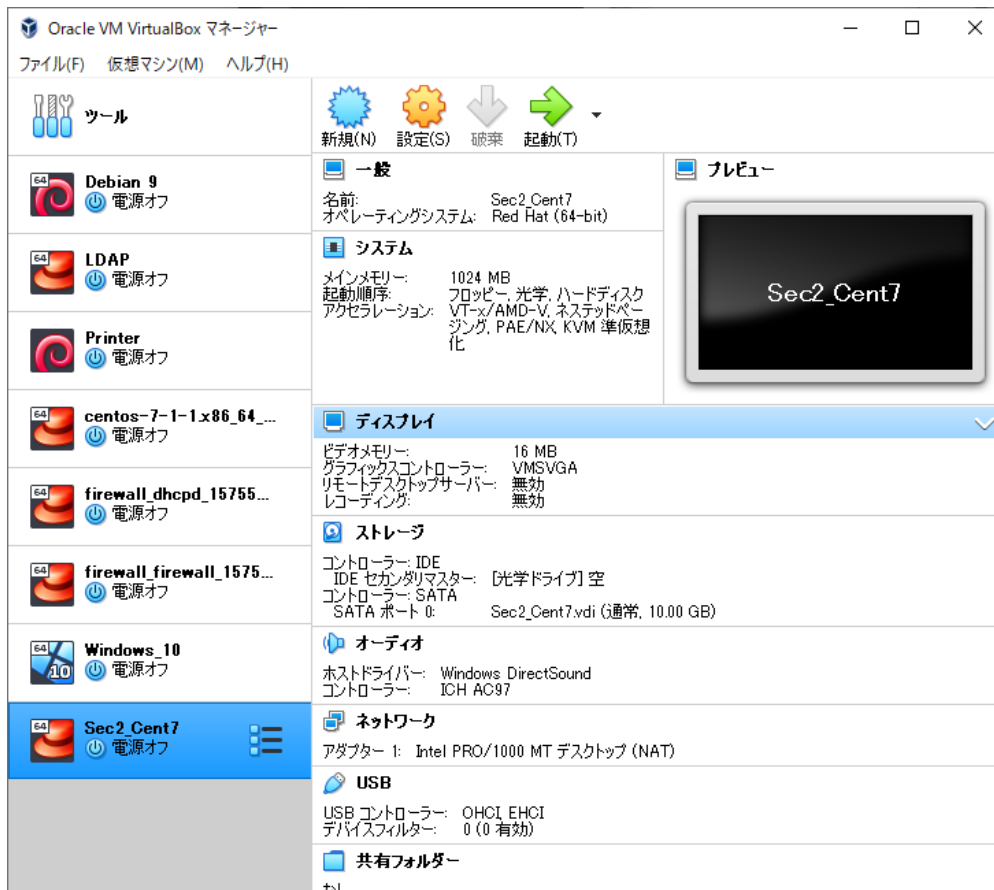 Oracle VM VirtualBox マネージャー
ファイル(F) 仮想マシン(M) ヘルプ(H)
ツール
新規(N) 設定(S) 破棄 起動(T)
64
Debian 9
電源オフ
64
LDAP
電源オフ
Printer
電源オフ
64
centos-7-1-1.x86_64_...
電源オフ
64
firewall_dhcpd_15755...
電源オフ
64
firewall_firewall_1575...
電源オフ
64
10
Windows_10
電源オフ
64
Sec2_Cent7
電源オフ
一般
名前: Sec2_Cent7
オペレーティングシステム: Red Hat (64-bit)
プレビュー
Sec2_Cent7
システム
メインメモリー: 1024 MB
起動順序: フロッピー, 光学, ハードディスク
アクセラレーション: VT-x/AMD-V, ネステッドペー
ジング, PAE/NX, KVM 準仮想
化
ディスプレイ
ビデオメモリー: 16 MB
グラフィックスコントローラー: VMSVGA
リモートデスクトップサーバー: 無効
レコーディング: 無効
ストレージ
コントローラー: IDE
IDE セカンダリマスター: [光学ドライブ] 空
コントローラー: SATA
SATA ポート 0: Sec2_Cent7.vdi (通常, 10.00 GB)
オーディオ
ホストドライバー: Windows DirectSound
コントローラー: ICH AC97
ネットワーク
アダプター 1: Intel PRO/1000 MT デスクトップ (NAT)
USB
USB コントローラー: OHCI, EHCI
デバイスフィルター: 0 (0 有効)
共有フォルダー